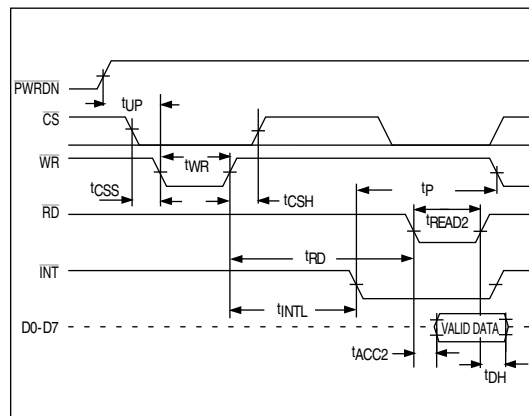 PWRDN
tUP
CS
WR
tWR
tCSS
tCSH
tP
RD
tREAD2
tRD
INT
tINTL
D0-D7
VALID DATA
tACC2
tDH